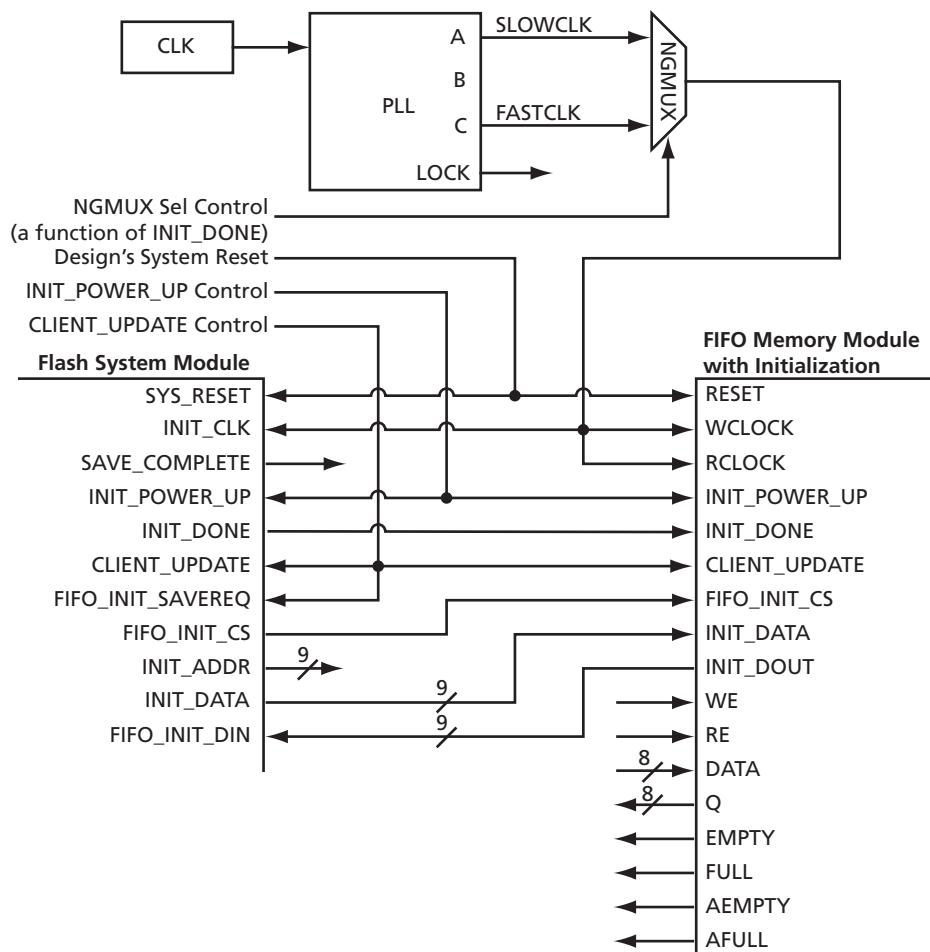 CLK
PLL
A
SLOWCLK
B
C
FASTCLK
LOCK
NGMUX
NGMUX Sel Control
(a function of INIT_DONE)
Design's System Reset
INIT_POWER_UP Control
CLIENT_UPDATE Control
Flash System Module
SYS_RESET
INIT_CLK
SAVE_COMPLETE
INIT_POWER_UP
INIT_DONE
CLIENT_UPDATE
FIFO_INIT_SAVEREQ
FIFO_INIT_CS
INIT_ADDR
9
INIT_DATA
9
FIFO_INIT_DIN
9
FIFO Memory Module
with Initialization
RESET
WCLOCK
RCLOCK
INIT_POWER_UP
INIT_DONE
CLIENT_UPDATE
FIFO_INIT_CS
INIT_DATA
INIT_DOUT
WE
RE
8
DATA
8
Q
EMPTY
FULL
AEMPTY
AFULL